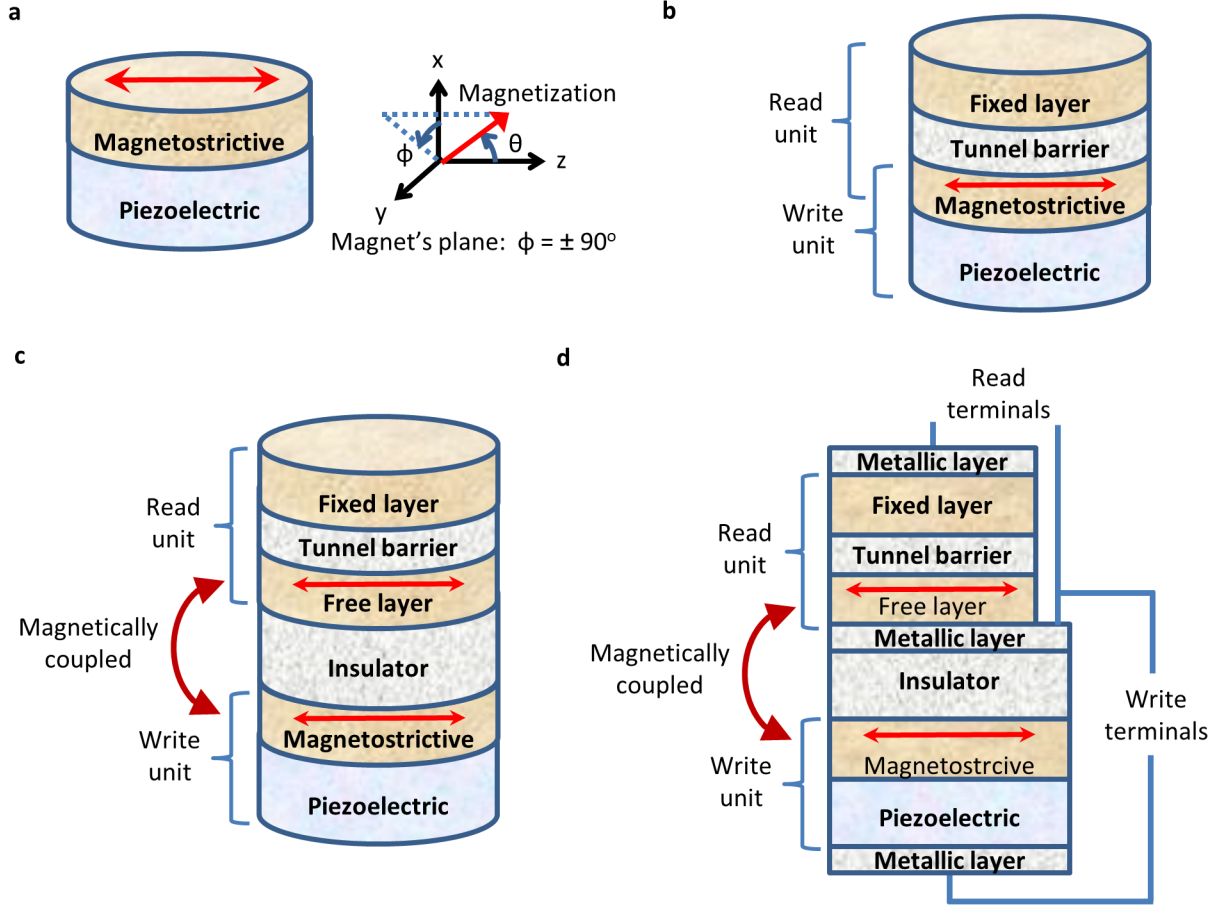 a
Magnetostrictive
Piezoelectric
x
Magnetization
ϕ
θ
z
y
Magnet's plane: ϕ = ± 90°
b
Read
unit
Write
unit
Fixed layer
Tunnel barrier
Magnetostrictive
Piezoelectric
c
Read
unit
Magnetically
coupled
Write
unit
Fixed layer
Tunnel barrier
Free layer
Insulator
Magnetostrictive
Piezoelectric
d
Read
terminals
Metallic layer
Fixed layer
Tunnel barrier
Free layer
Metallic layer
Insulator
Magnetostrcive
Piezoelectric
Metallic layer
Read
unit
Magnetically
coupled
Write
unit
Write
terminals